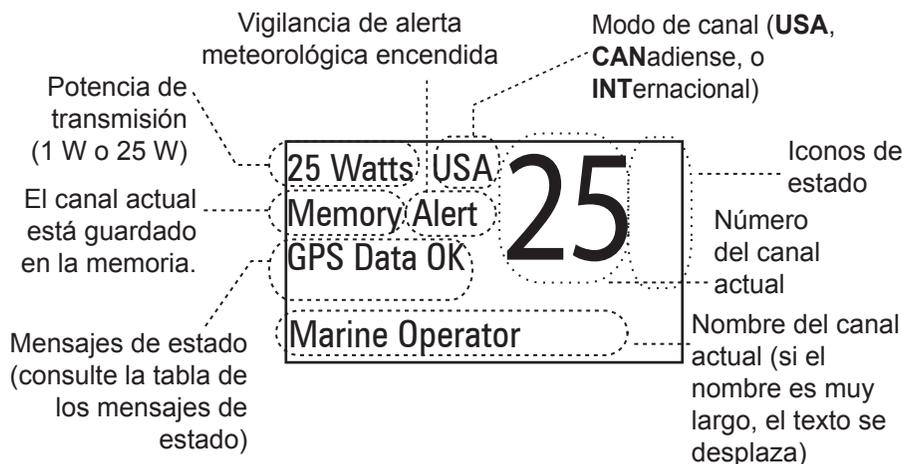 Vigilancia de alerta
meteorológica encendida
Modo de canal (USA,
CANadiense, o
INTernacional)
Potencia de
transmisión
(1 W o 25 W)
El canal actual
está guardado
en la memoria.
Mensajes de estado
(consulte la tabla de
los mensajes de
estado)
25 Watts USA
Memory Alert
GPS Data OK
25
Marine Operator
Iconos de
estado
Número
del canal
actual
Nombre del canal
actual (si el
nombre es muy
largo, el texto se
desplaza)